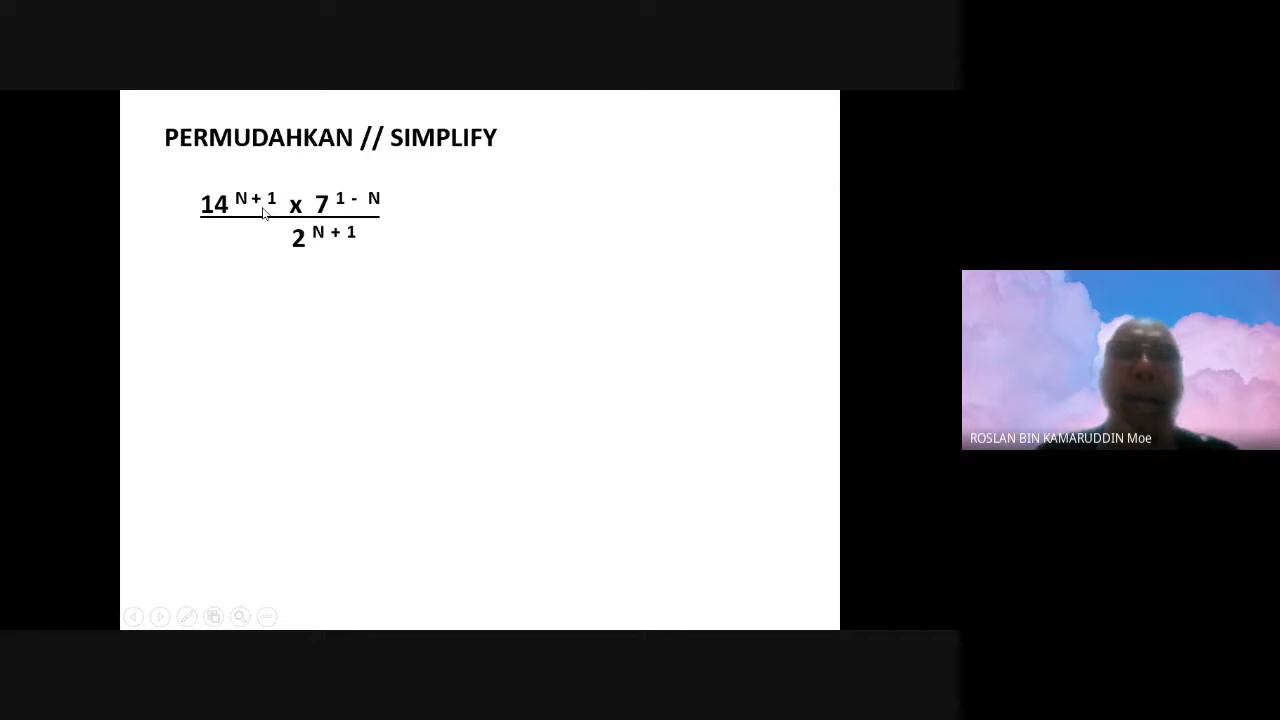 PERMUDAHKAN // SIMPLIFY
14 N + 1 x 7 1 - N
2 N + 1
ROSLAN BIN KAMARUDDIN Moe